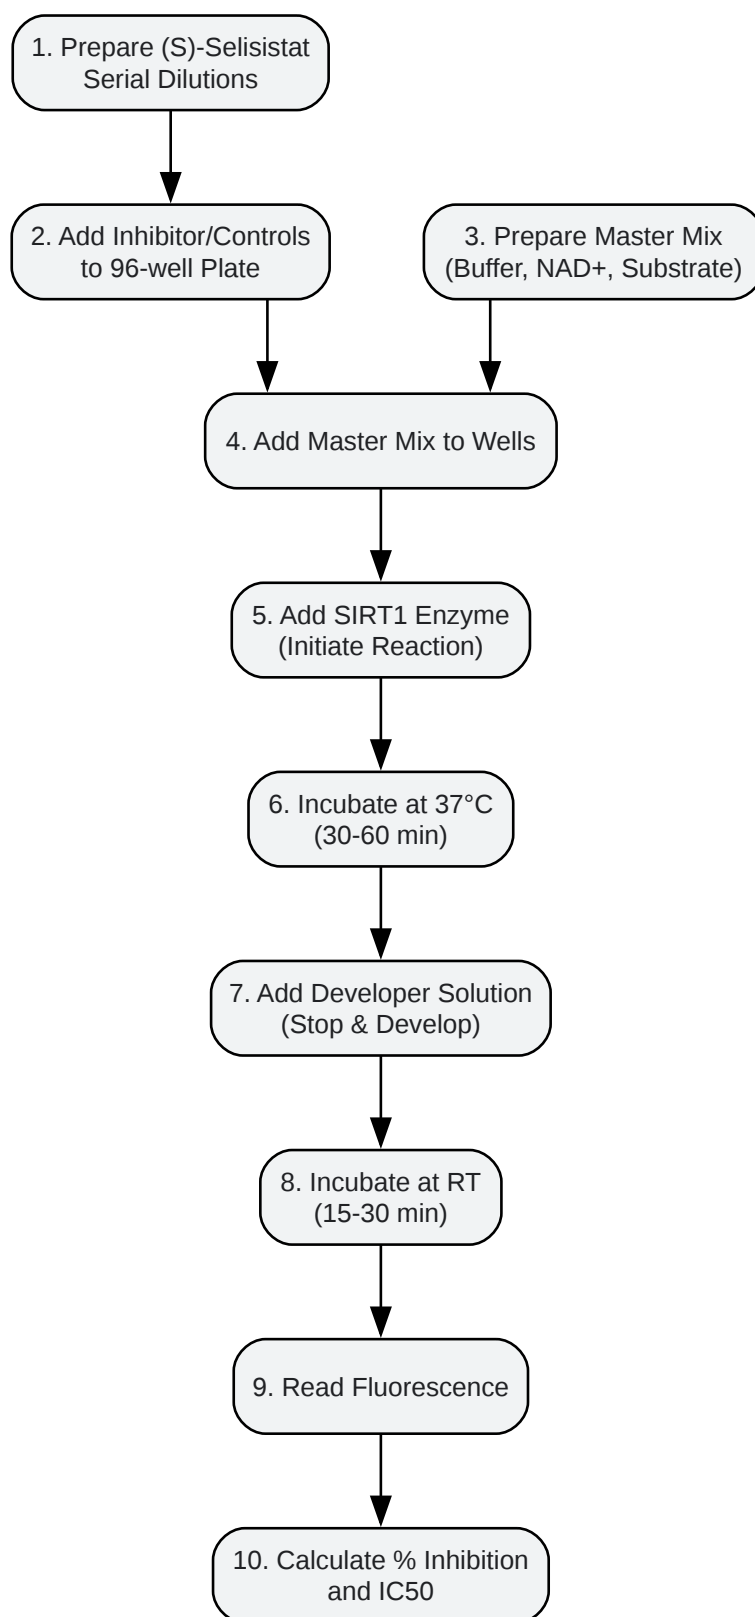 1. Prepare (S)-Selisistat
Serial Dilutions
2. Add Inhibitor/Controls
to 96-well Plate
3. Prepare Master Mix
(Buffer, NAD+, Substrate)
4. Add Master Mix to Wells
5. Add SIRT1 Enzyme
(Initiate Reaction)
6. Incubate at 37°C
(30-60 min)
7. Add Developer Solution
(Stop & Develop)
8. Incubate at RT
(15-30 min)
9. Read Fluorescence
10. Calculate % Inhibition
and IC50